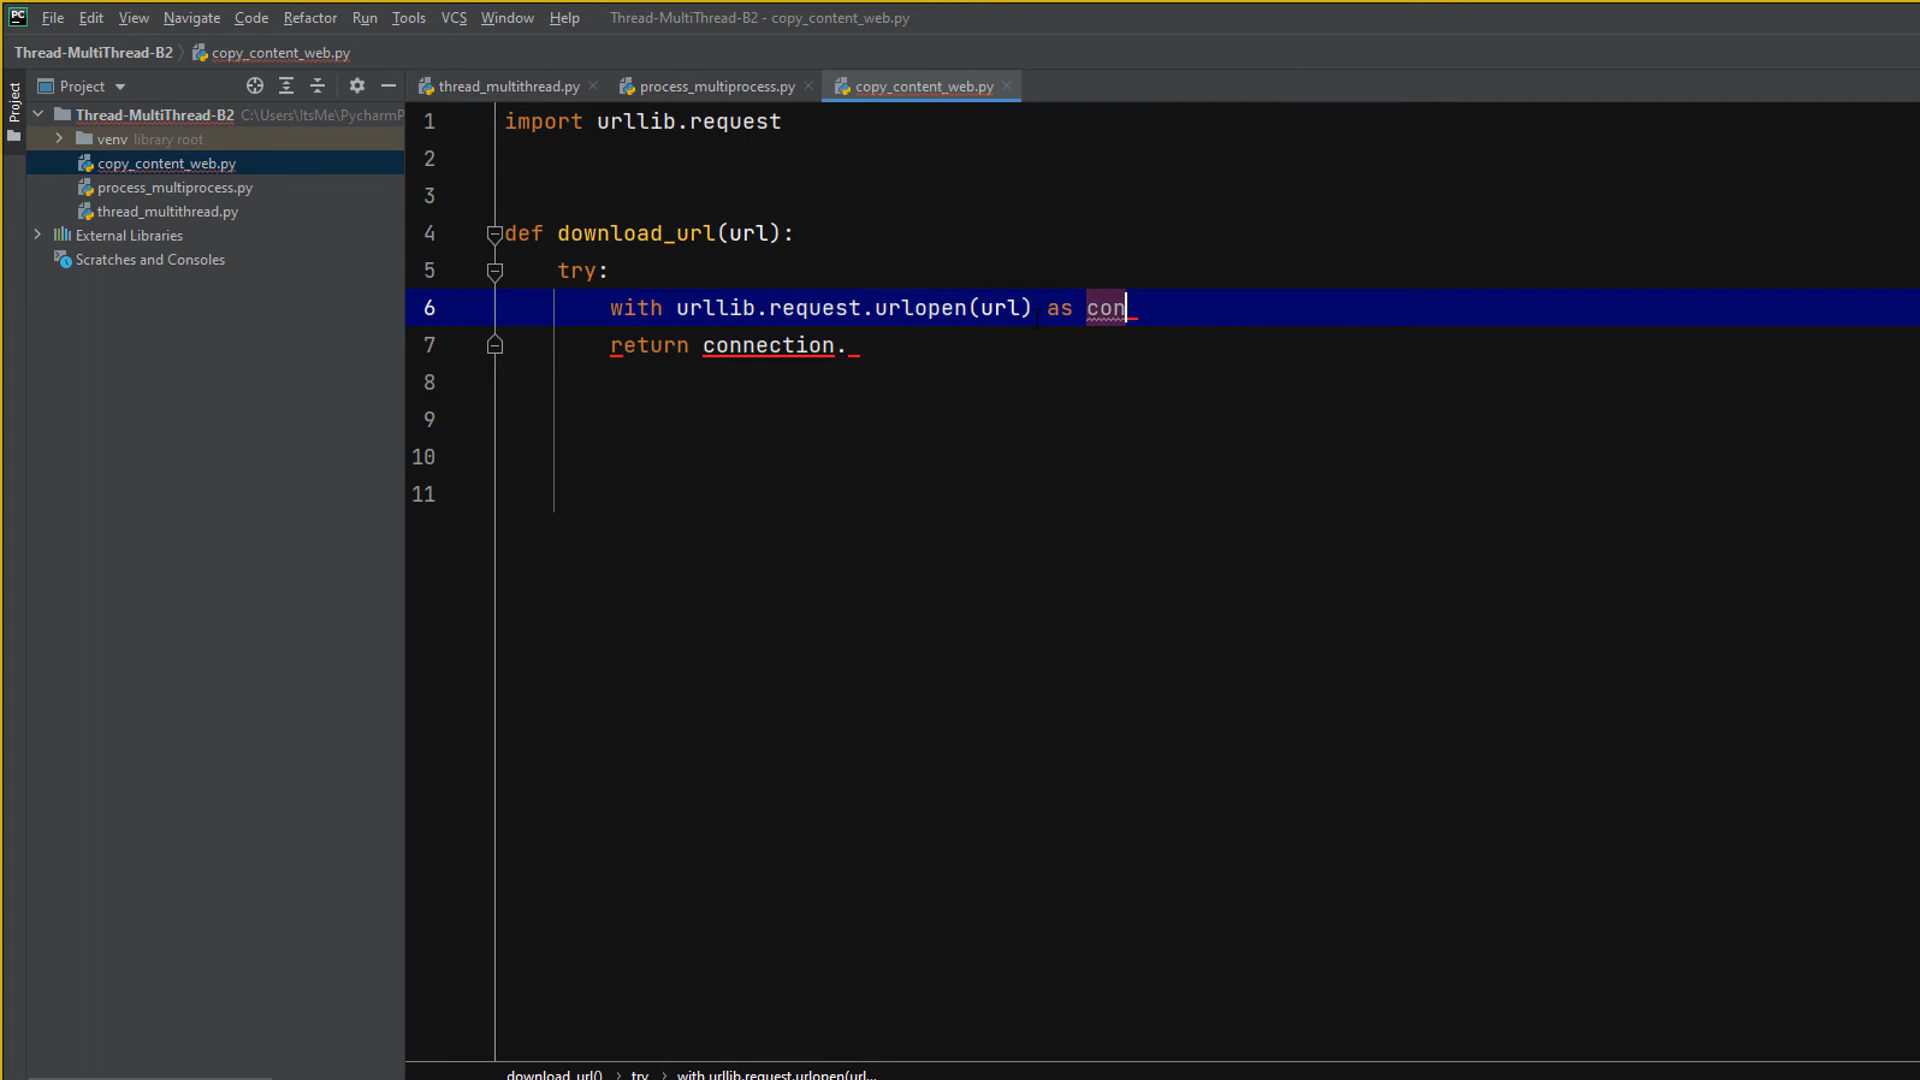 PC File Edit View Navigate Code Refactor Run Tools VCS Window Help Thread-MultiThread-B2 - copy_content_web.py
Thread-MultiThread-B2 copy_content_web.py
Project
Project
thread_multithread.py process_multiprocess.py copy_content_web.py
Thread-MultiThread-B2 C:\Users\ItsMe\PycharmP
venv library root
copy_content_web.py
process_multiprocess.py
thread_multithread.py
External Libraries
Scratches and Consoles
1 import urllib.request
2
3
4 def download_url(url):
5 try:
6 with urllib.request.urlopen(url) as con
7 return connection.
8
9
10
11
download_url() › try › with urllib.request.urlopen(url...